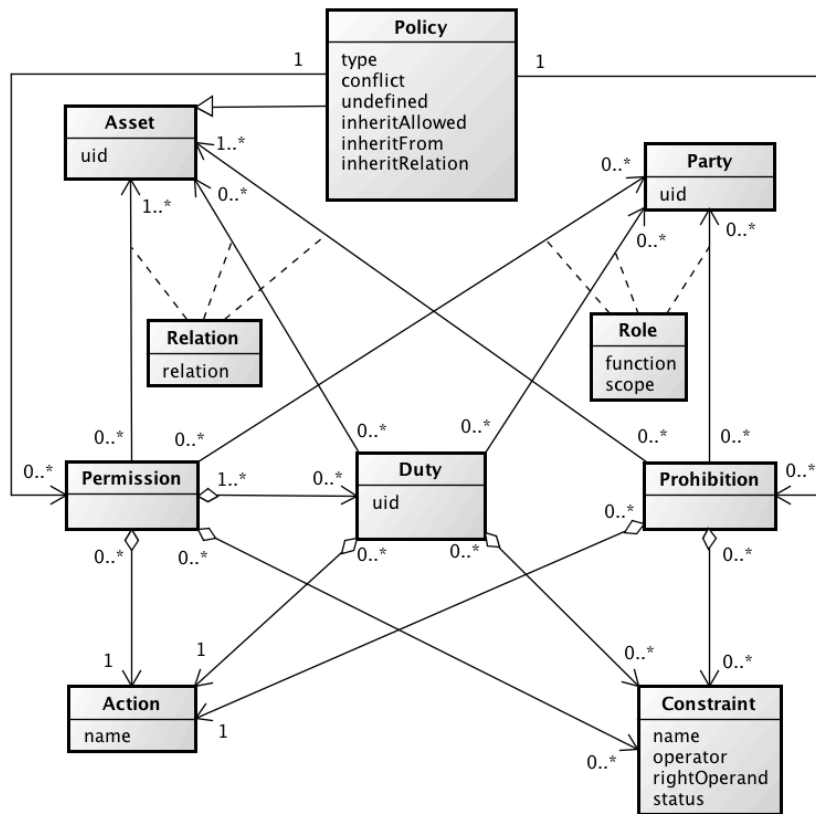 Policy
type
conflict
undefined
inheritAllowed
inheritFrom
inheritRelation
1
1
Asset
uid
1..*
0..*
1..*
Party
uid
0..*
0..*
0..*
Relation
relation
Role
function
scope
0..*
0..*
0..*
0..*
0..*
0..*
0..*
Permission
1..*
0..*
Duty
uid
Prohibition
0..*
0..*
0..*
0..*
0..*
0..*
0..*
1
1
1
0..*
0..*
0..*
Action
name
Constraint
name
operator
rightOperand
status